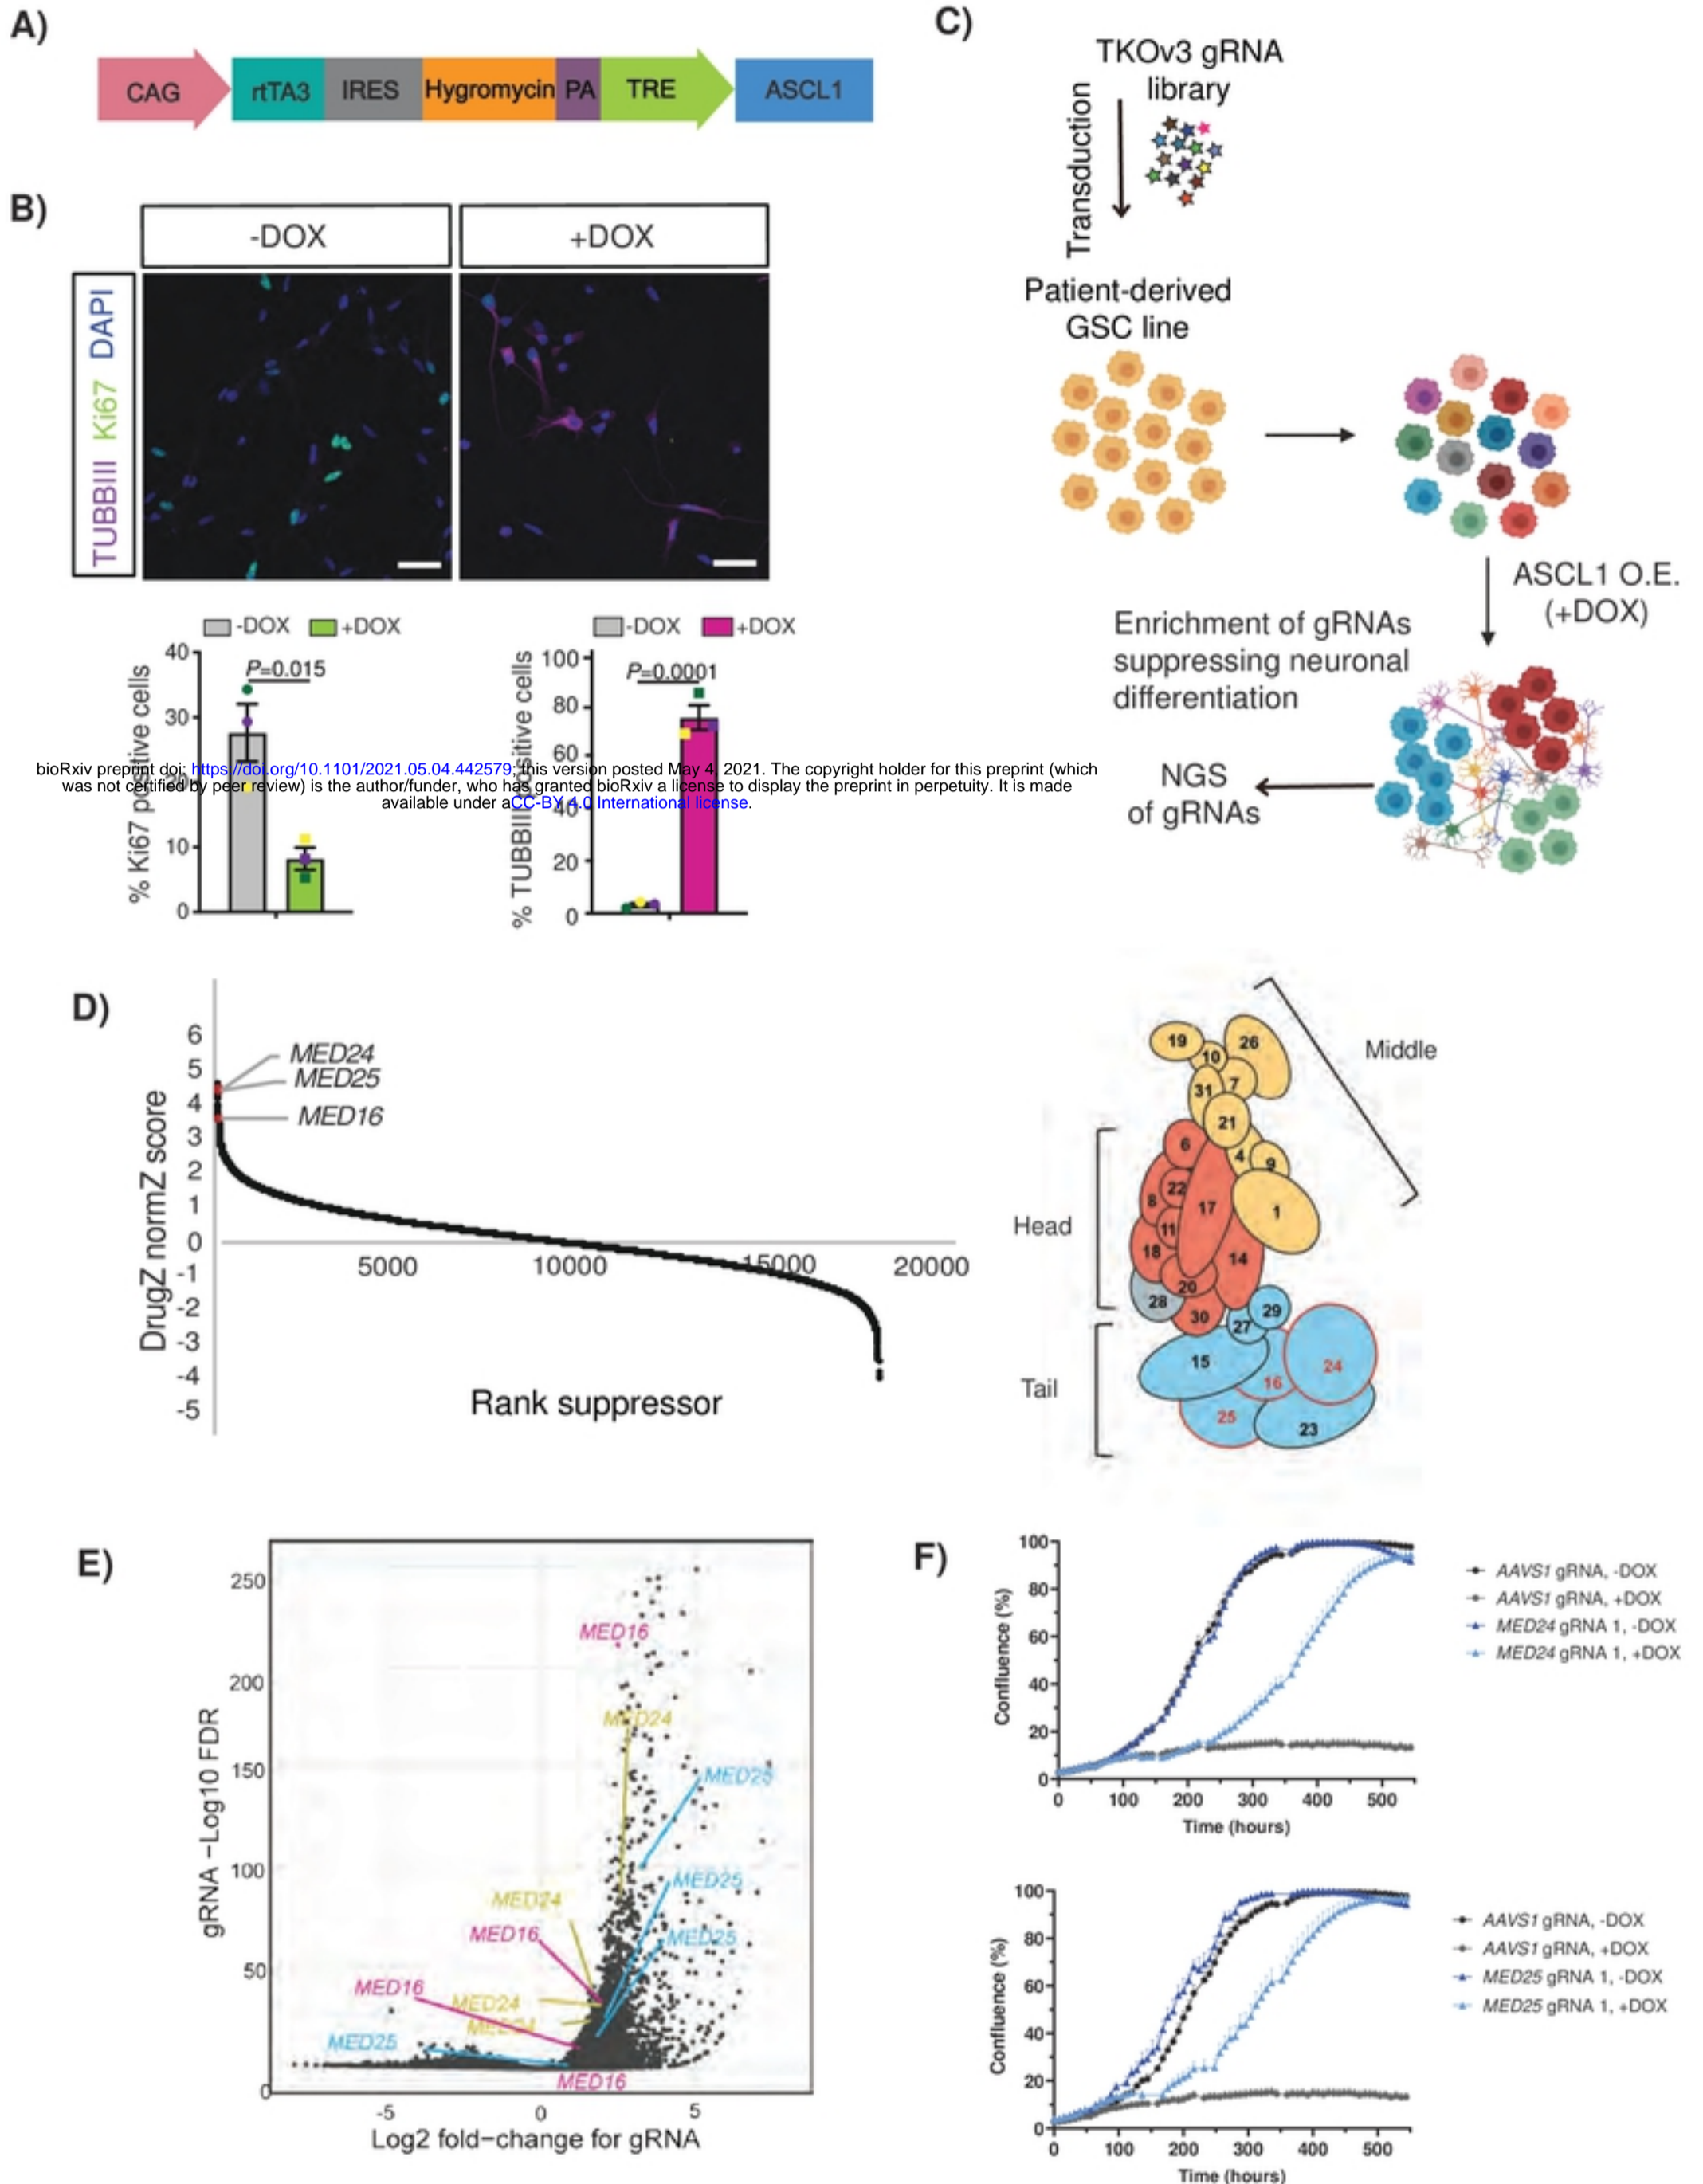 A)
CAG
rtTA3
IRES
Hygromycin
PA
TRE
ASCL1
B)
-DOX
+DOX
TUBBIII Ki67 DAPI
-DOX
+DOX
P=0.015
% Ki67 positive cells
40
30
20
10
0
-DOX
+DOX
P=0.0001
% TUBBIII positive cells
100
80
60
40
20
0
bioRxiv preprint doi: https://doi.org/10.1101/2021.05.04.442579; this version posted May 4, 2021. The copyright holder for this preprint (which
was not certified by peer review) is the author/funder, who has granted bioRxiv a license to display the preprint in perpetuity. It is made
available under aCC-BY 4.0 International license.
C)
TKOv3 gRNA
library
Transduction
Patient-derived
GSC line
ASCL1 O.E.
(+DOX)
Enrichment of gRNAs
suppressing neuronal
differentiation
NGS
of gRNAs
D)
DrugZ normZ score
6
5
4
3
2
1
0
-1
-2
-3
-4
-5
MED24
MED25
MED16
5000
10000
15000
20000
Rank suppressor
Middle
Head
Tail
19
26
10
7
31
21
6
4
9
22
8
17
1
11
18
14
20
28
30
29
27
15
24
16
25
23
E)
gRNA −Log10 FDR
250
200
150
100
50
0
MED16
MED24
MED25
MED25
MED24
MED16
MED25
MED16
MED24
MED24
MED25
MED16
-5
0
5
Log2 fold−change for gRNA
F)
Confluence (%)
100
80
60
40
20
0
0
100
200
300
400
500
Time (hours)
AAVS1 gRNA, -DOX
AAVS1 gRNA, +DOX
MED24 gRNA 1, -DOX
MED24 gRNA 1, +DOX
Confluence (%)
100
80
60
40
20
0
0
100
200
300
400
500
Time (hours)
AAVS1 gRNA, -DOX
AAVS1 gRNA, +DOX
MED25 gRNA 1, -DOX
MED25 gRNA 1, +DOX